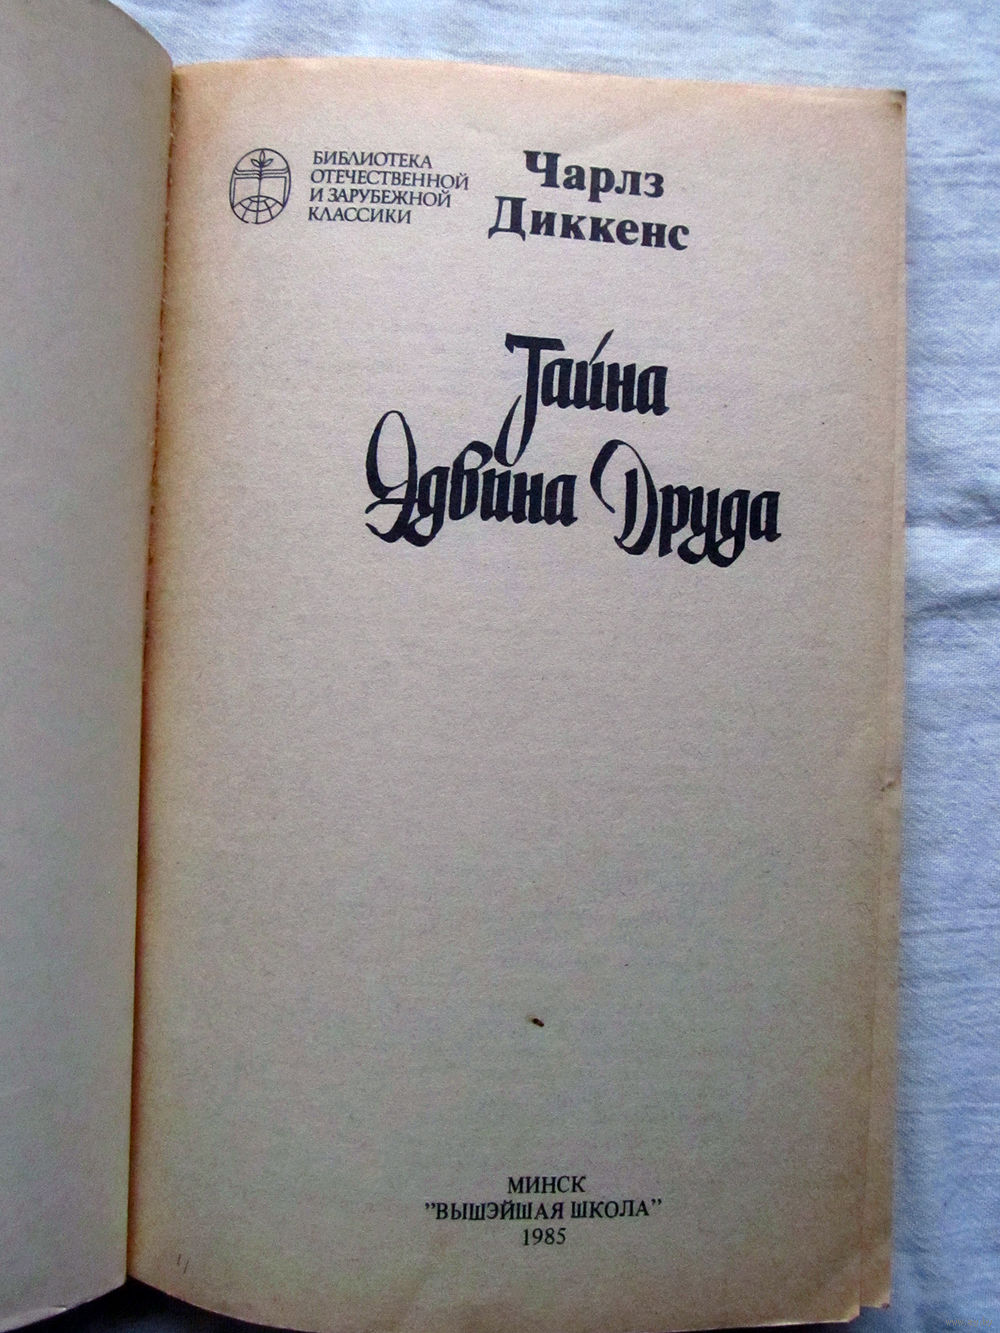 БИБЛИОТЕКА
ОТЕЧЕСТВЕННОЙ
И ЗАРУБЕЖНОЙ
КЛАССИКИ
Чарлз
Диккенс
Тайна
Эдвина Друда
МИНСК
"ВЫШЭЙШАЯ ШКОЛА"
1985